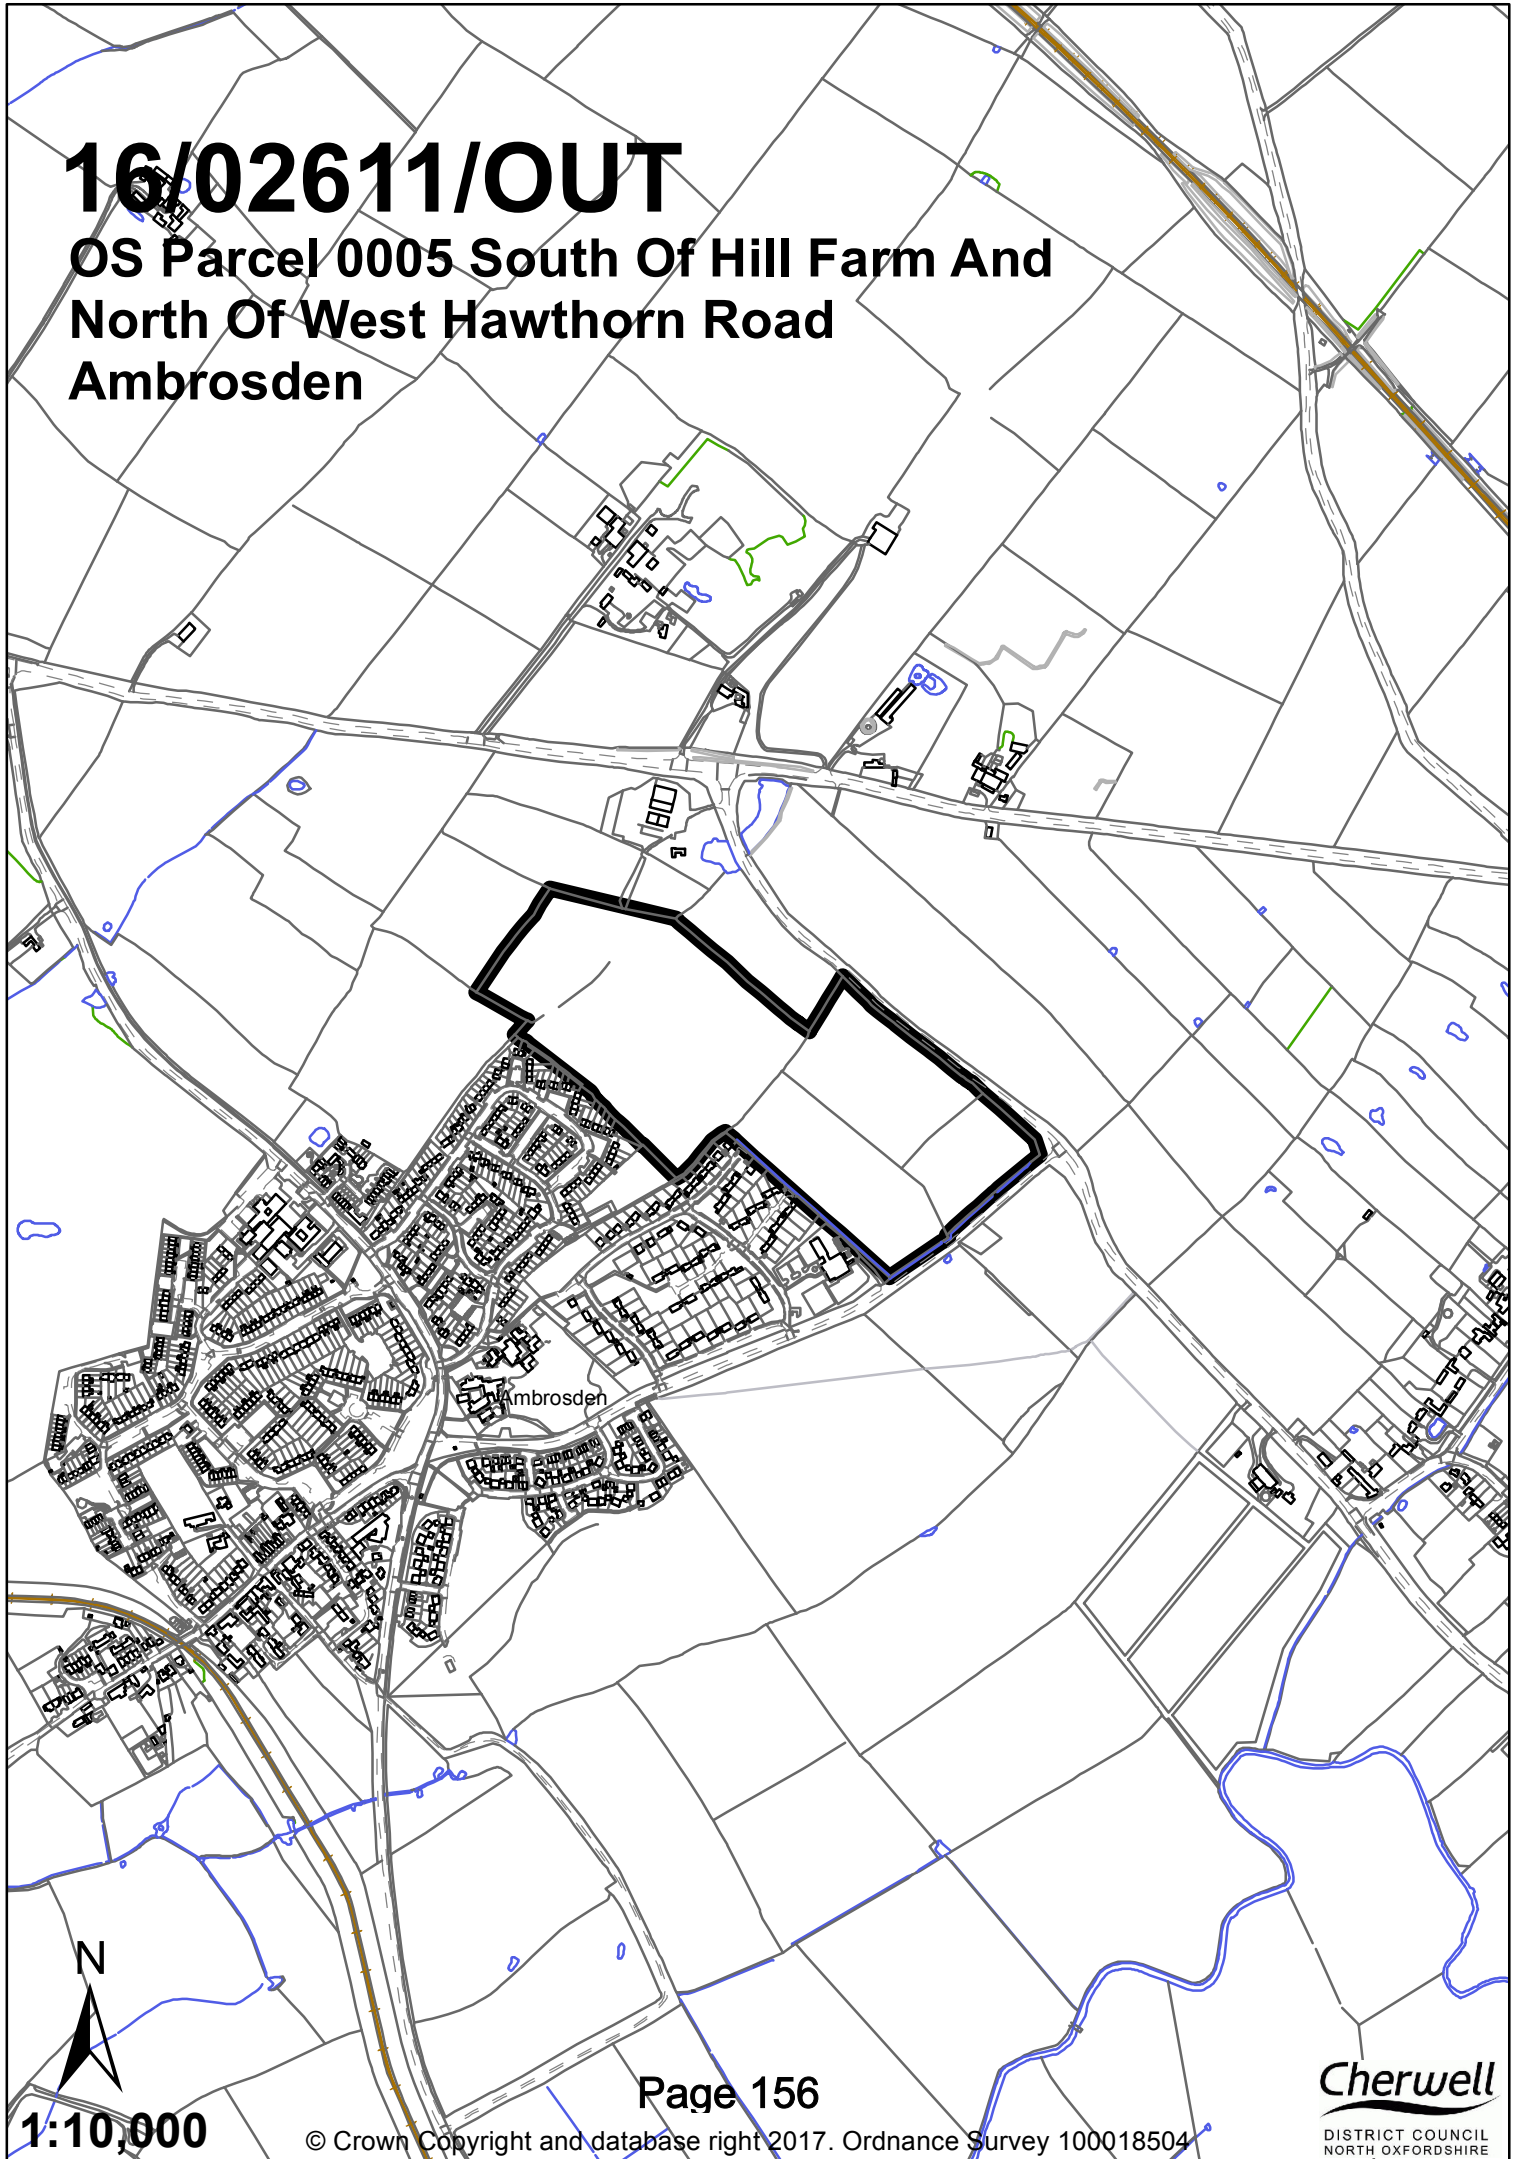 16/02611/OUT
OS Parcel 0005 South Of Hill Farm And
North Of West Hawthorn Road
Ambrosden
Ambrosden
N
1:10,000
Page 156
© Crown Copyright and database right 2017. Ordnance Survey 100018504
Cherwell
DISTRICT COUNCIL
NORTH OXFORDSHIRE